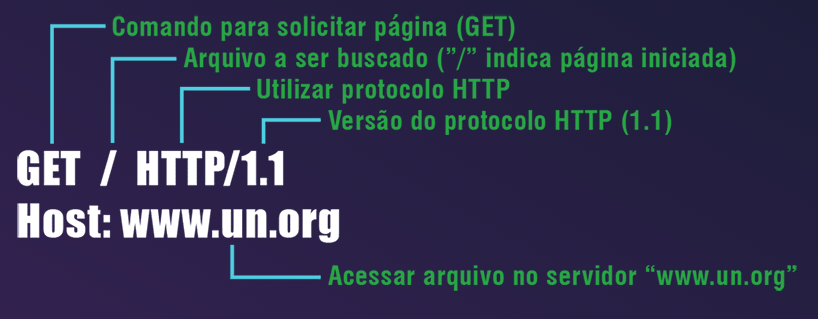 Comando para solicitar página (GET)
Arquivo a ser buscado (”/” indica página iniciada)
Utilizar protocolo HTTP
Versão do protocolo HTTP (1.1)
GET / HTTP/1.1
Host: www.un.org
Acessar arquivo no servidor “www.un.org”